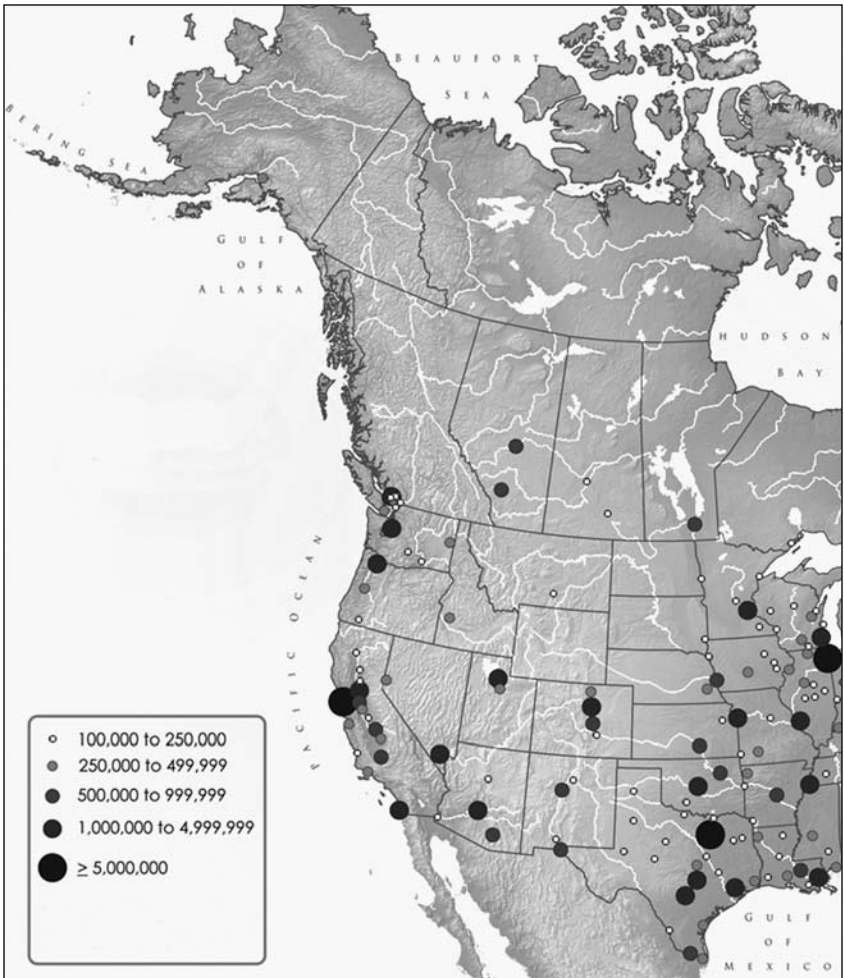 BEAUFORT
SEA
BERING SEA
GULF
OF
ALASKA
HUDSON
BAY
PACIFIC OCEAN
100,000 to 250,000
250,000 to 499,999
500,000 to 999,999
1,000,000 to 4,999,999
≥ 5,000,000
GULF
OF
MEXICO